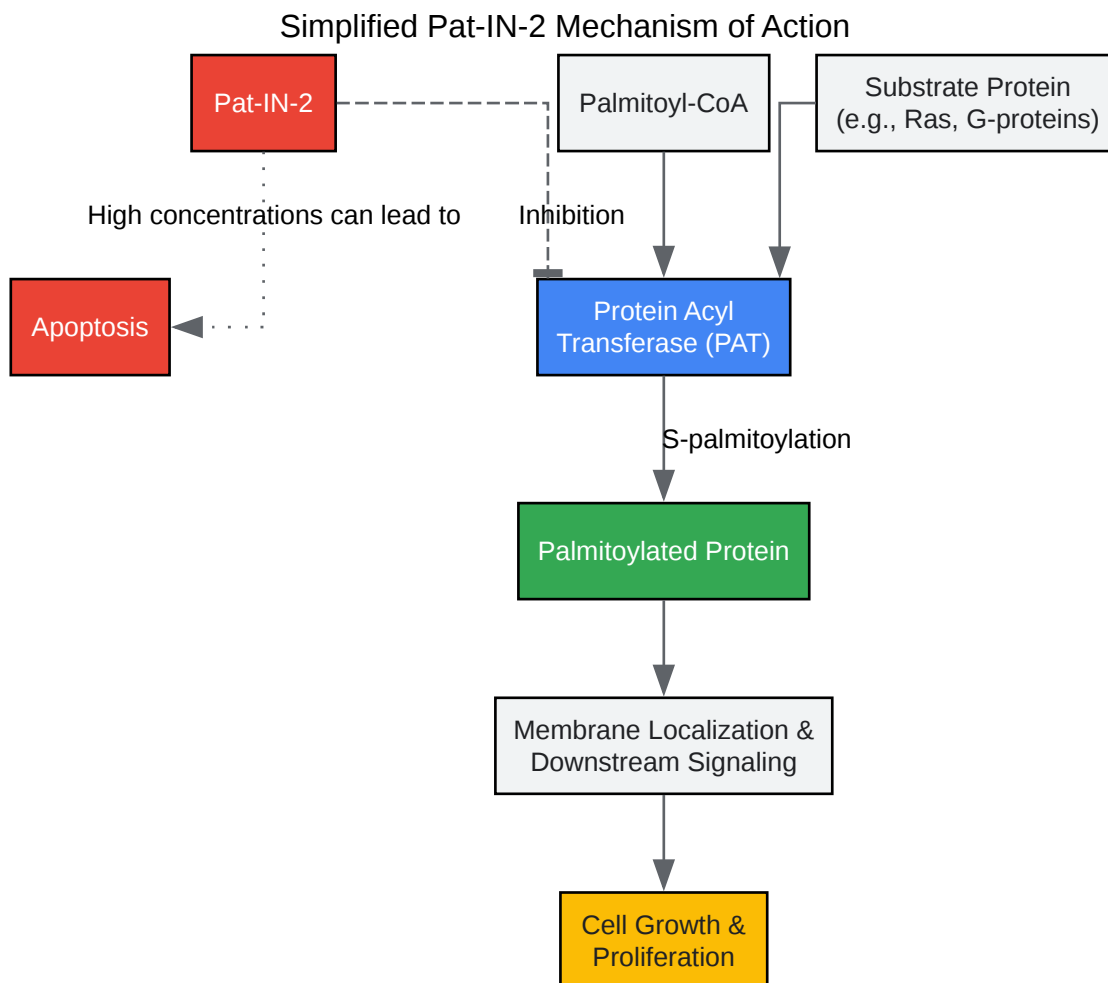 Simplified Pat-IN-2 Mechanism of Action
Pat-IN-2
Palmitoyl-CoA
Substrate Protein
(e.g., Ras, G-proteins)
High concentrations can lead to
Inhibition
Apoptosis
Protein Acyl
Transferase (PAT)
S-palmitoylation
Palmitoylated Protein
Membrane Localization &
Downstream Signaling
Cell Growth &
Proliferation